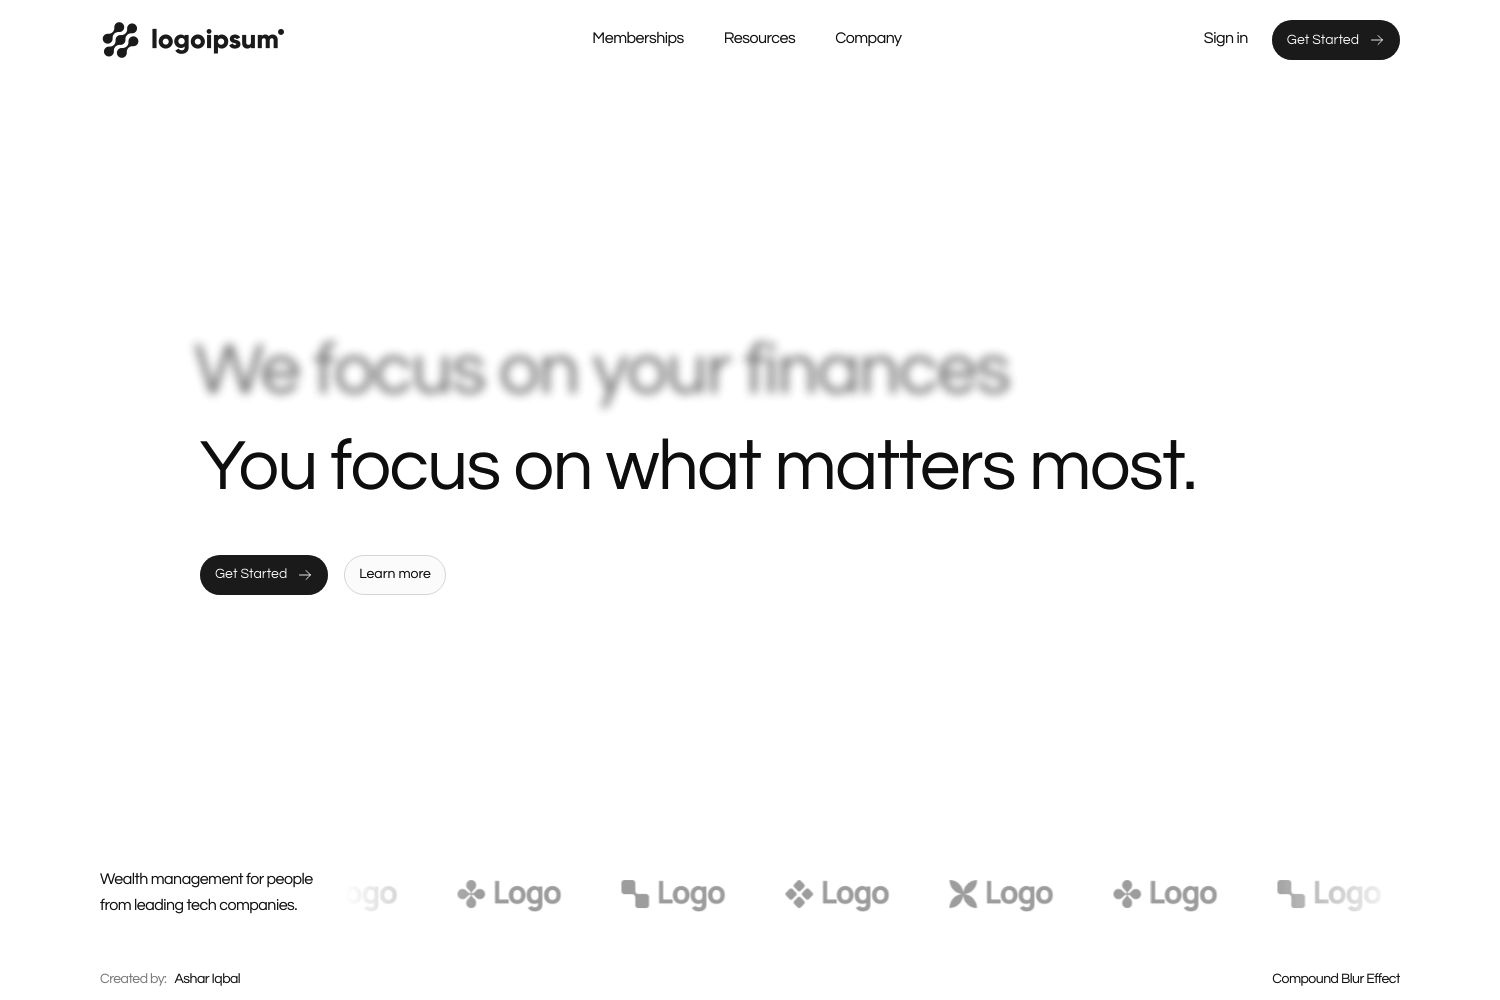 logoipsum
Memberships
Resources
Company
Sign in
Get Started
We focus on your finances
You focus on what matters most.
Get Started
Learn more
Wealth management for people
from leading tech companies.
ogo
Logo
Logo
Logo
Logo
Logo
Logo
Created by: Ashar Iqbal
Compound Blur Effect